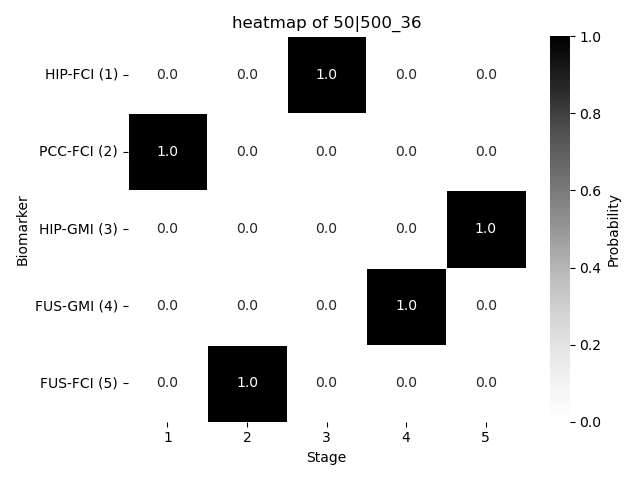 heatmap of 50|500_36
HIP-FCI (1) 0.0 0.0 1.0 0.0 0.0
PCC-FCI (2) 1.0 0.0 0.0 0.0 0.0
HIP-GMI (3) 0.0 0.0 0.0 0.0 1.0
FUS-GMI (4) 0.0 0.0 0.0 1.0 0.0
FUS-FCI (5) 0.0 1.0 0.0 0.0 0.0
1 2 3 4 5
Stage
Biomarker
1.0
0.8
0.6
0.4
0.2
0.0
Probability